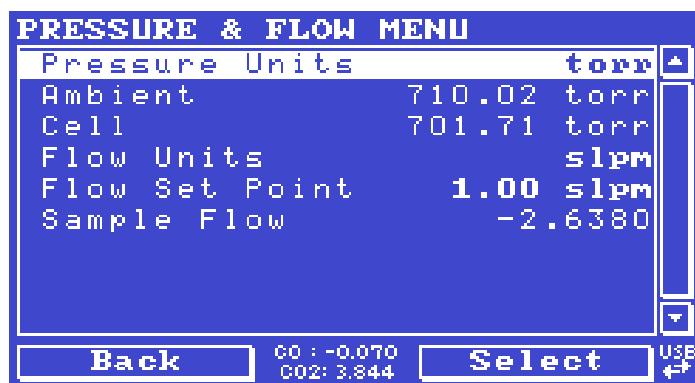 PRESSURE & FLOW MENU
Pressure Units torr
Ambient 710.02 torr
Cell 701.71 torr
Flow Units slpm
Flow Set Point 1.00 slpm
Sample Flow -2.6380
Back CO : -0.070 Select USB
CO2: 3.844